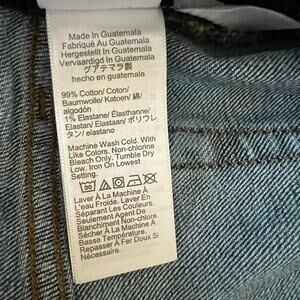 Made In Guatemala
Fabriqué Au Guatemala
Hergestellt In Guatemala
Vervaardigd In Guatemala
グアテマラ製
hecho en guatemala
99% Cotton/ Coton/
Baumwolle/ Katoen/ 綿/
algodón
1% Elastane/ Élasthanne/
Elastan/ Elastaan/ ポリウレ
タン/ elastano
Machine Wash Cold. With
Like Colors. Non-chlorine
Bleach Only. Tumble Dry
Low. Iron On Lowest
Setting.
Laver À La Machine À
L'eau Froide. Laver En
Séparant Les Couleurs.
Blanchiment Non-chlore.
Sécher À La Machine À
Basse Température.
Repasser À Fer Doux Si
Nécessaire.